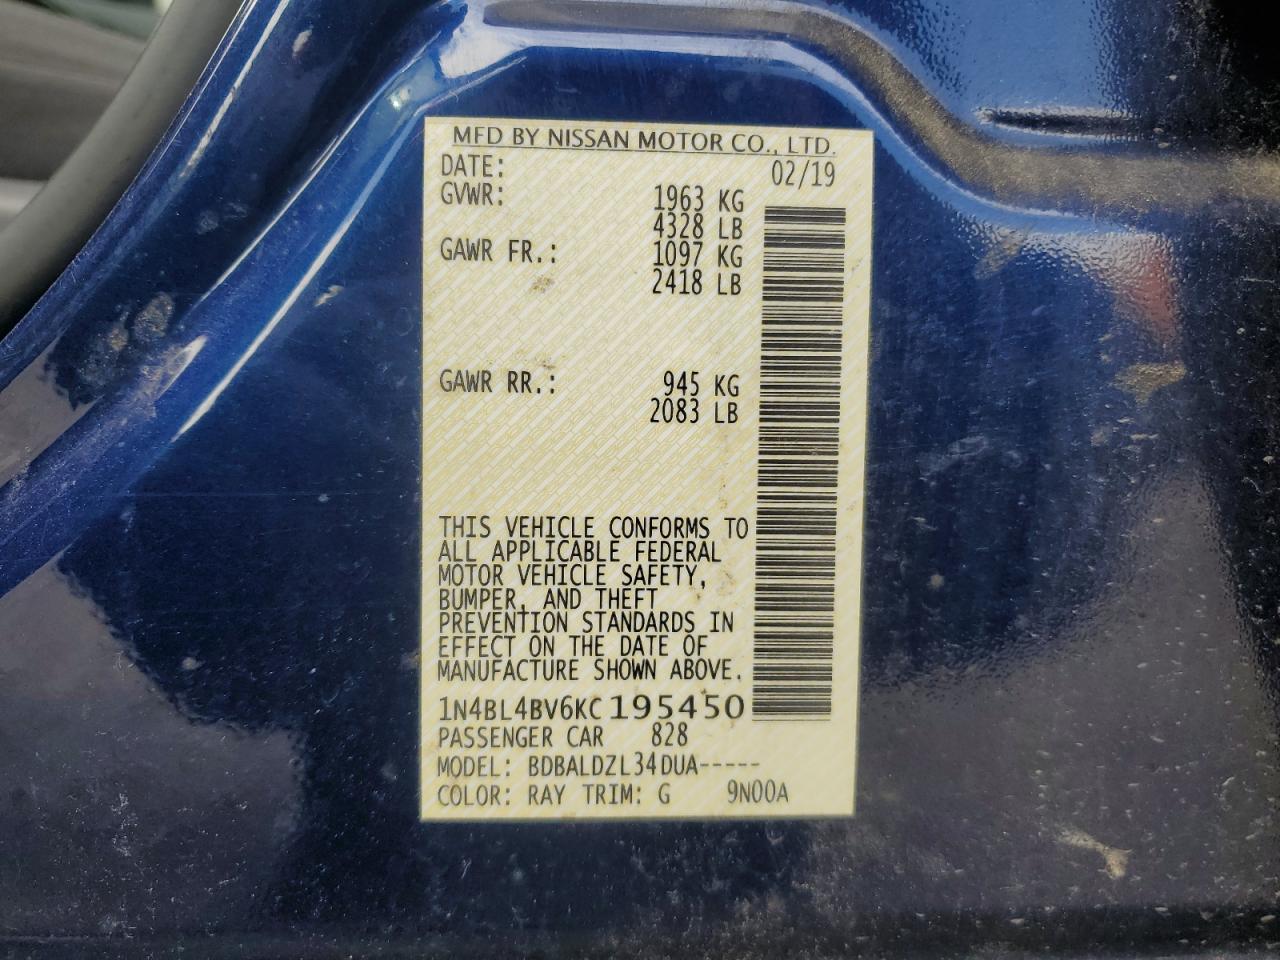 MFD BY NISSAN MOTOR CO., LTD.
DATE: 02/19
GVWR: 1963 KG
4328 LB
GAWR FR.: 1097 KG
2418 LB
GAWR RR.: 945 KG
2083 LB
THIS VEHICLE CONFORMS TO
ALL APPLICABLE FEDERAL
MOTOR VEHICLE SAFETY,
BUMPER, AND THEFT
PREVENTION STANDARDS IN
EFFECT ON THE DATE OF
MANUFACTURE SHOWN ABOVE.
1N4BL4BV6KC195450
PASSENGER CAR 828
MODEL: BDBALDZL34DUA-----
COLOR: RAY TRIM: G 9N00A